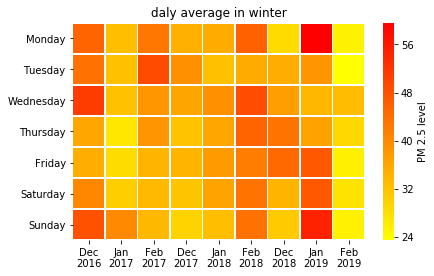 daly average in winter
Monday
Tuesday
Wednesday
Thursday
Friday
Saturday
Sunday
Dec Jan Feb Dec Jan Feb Dec Jan Feb
2016 2017 2017 2017 2018 2018 2018 2019 2019
56
48
40
32
24
PM 2.5 level